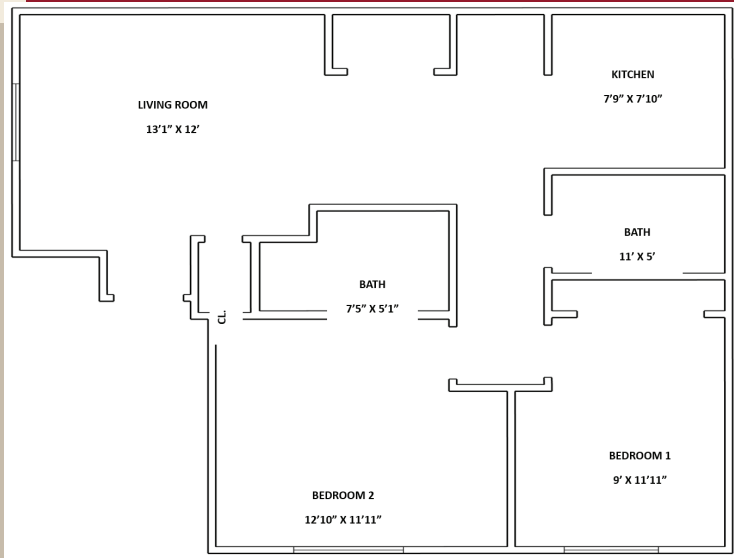 KITCHEN
7'9" X 7'10"
LIVING ROOM
13'1" X 12'
BATH
11' X 5'
BATH
7'5" X 5'1"
CL.
BEDROOM 1
9' X 11'11"
BEDROOM 2
12'10" X 11'11"